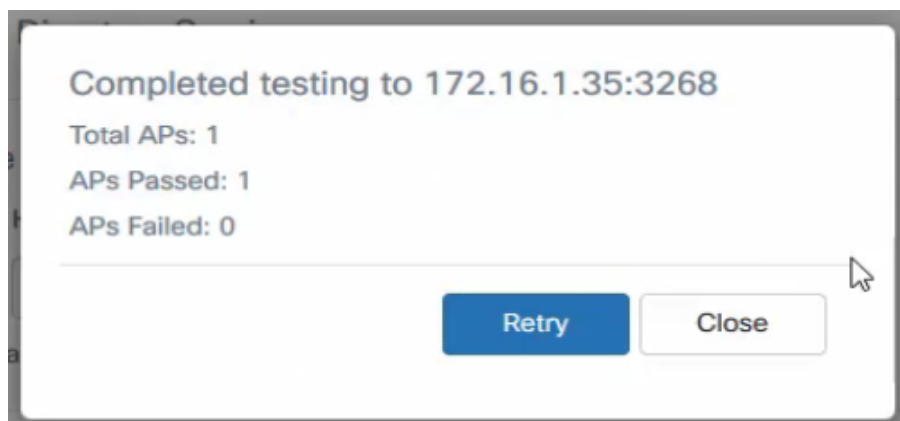 Completed testing to 172.16.1.35:3268
Total APs: 1
APs Passed: 1
APs Failed: 0
Retry
Close